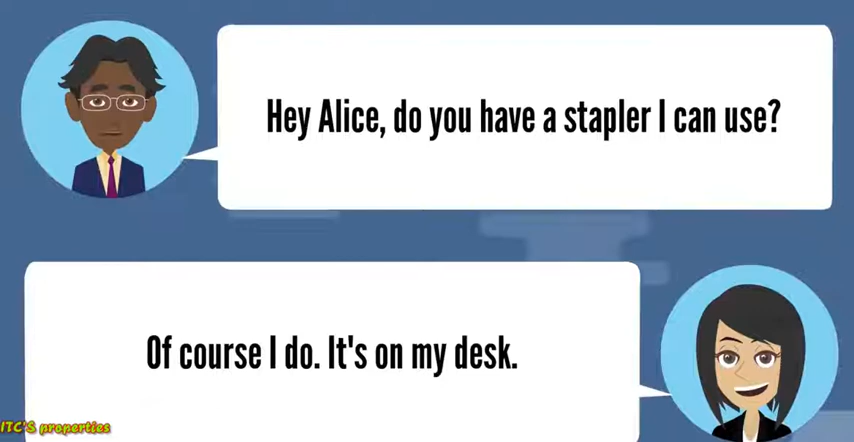 Hey Alice, do you have a stapler I can use?
Of course I do. It's on my desk.
ITC'S properties